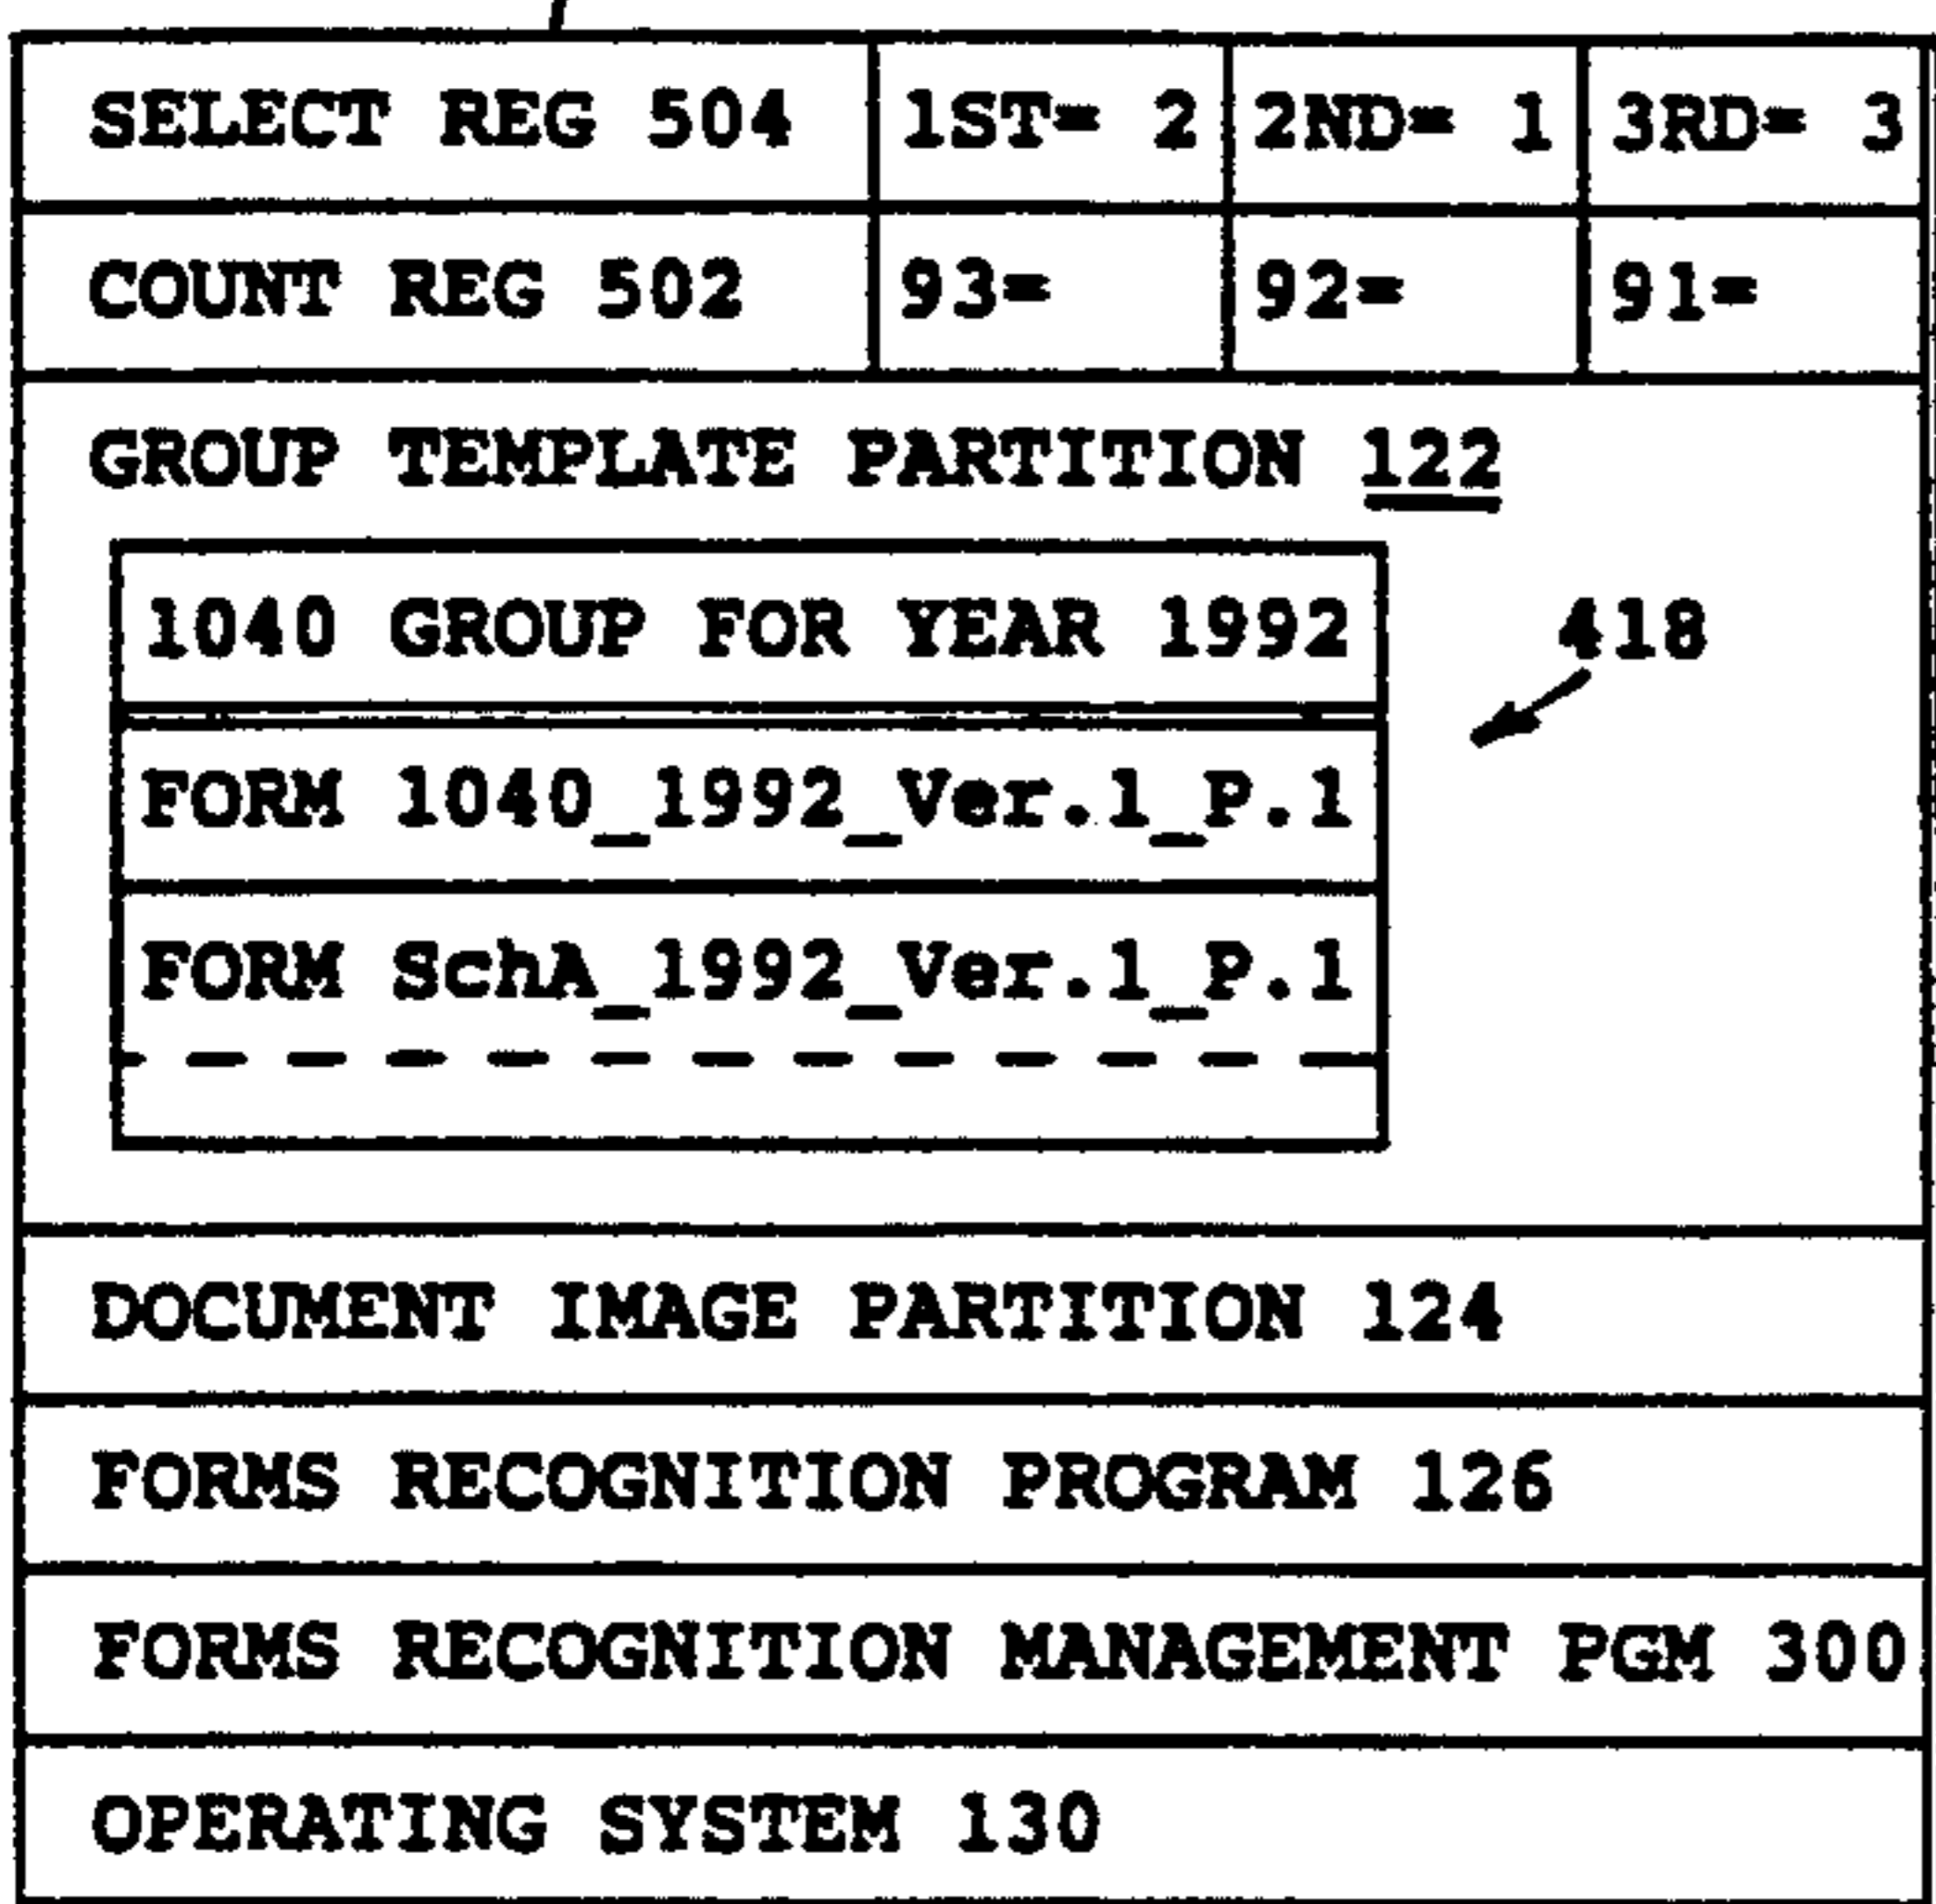 SELECT REG 504 1ST= 2 2ND= 1 3RD= 3
COUNT REG 502 93= 92= 91=
GROUP TEMPLATE PARTITION 122
1040 GROUP FOR YEAR 1992 418
FORM 1040_1992_Ver.1_P.1
FORM SchA_1992_Ver.1_P.1
DOCUMENT IMAGE PARTITION 124
FORMS RECOGNITION PROGRAM 126
FORMS RECOGNITION MANAGEMENT PGM 300
OPERATING SYSTEM 130